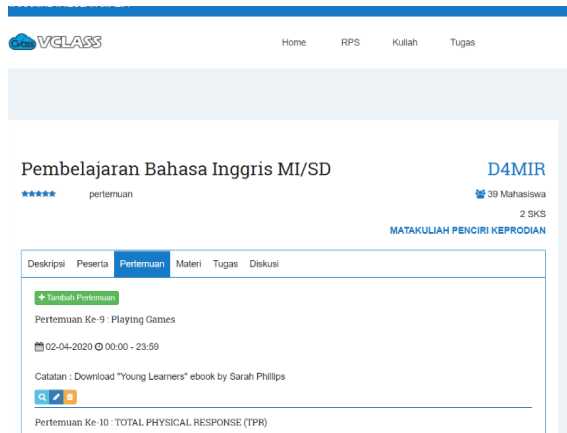 VCLASS
Home RPS Kuliah Tugas
Pembelajaran Bahasa Inggris MI/SD
D4MIR
pertemuan
39 Mahasiswa
2 SKS
MATAKULIAH PENCIRI KEPRODIAN
Deskripsi Peserta Pertemuan Materi Tugas Diskusi
+ Tambah Pertemuan
Pertemuan Ke-9 : Playing Games
02-04-2020 00:00 - 23:59
Catatan : Download "Young Learners" ebook by Sarah Phillips
Pertemuan Ke-10 : TOTAL PHYSICAL RESPONSE (TPR)